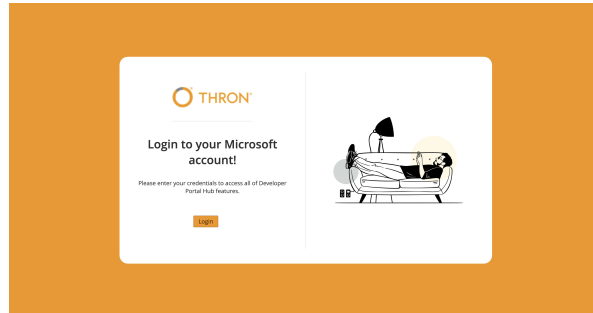 THRON
Login to your Microsoft
account!
Please enter your credentials to access all of Developer
Portal Hub features.
Login